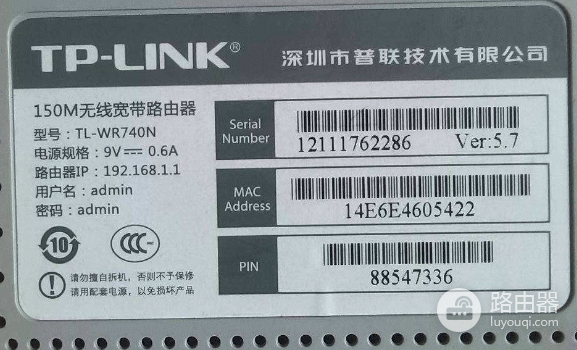 TP-LINK®
深圳市普联技术有限公司
150M无线宽带路由器
型号：TL-WR740N
电源规格：9V⎓0.6A
路由器IP：192.168.1.1
用户名：admin
密码：admin
10
CCC
请勿擅自拆机，否则不予保修
请用配套电源，以免损坏产品
Serial
Number
12111762286 Ver:5.7
MAC
Address
14E6E4605422
PIN
88547336
路由器
luyouqi.com